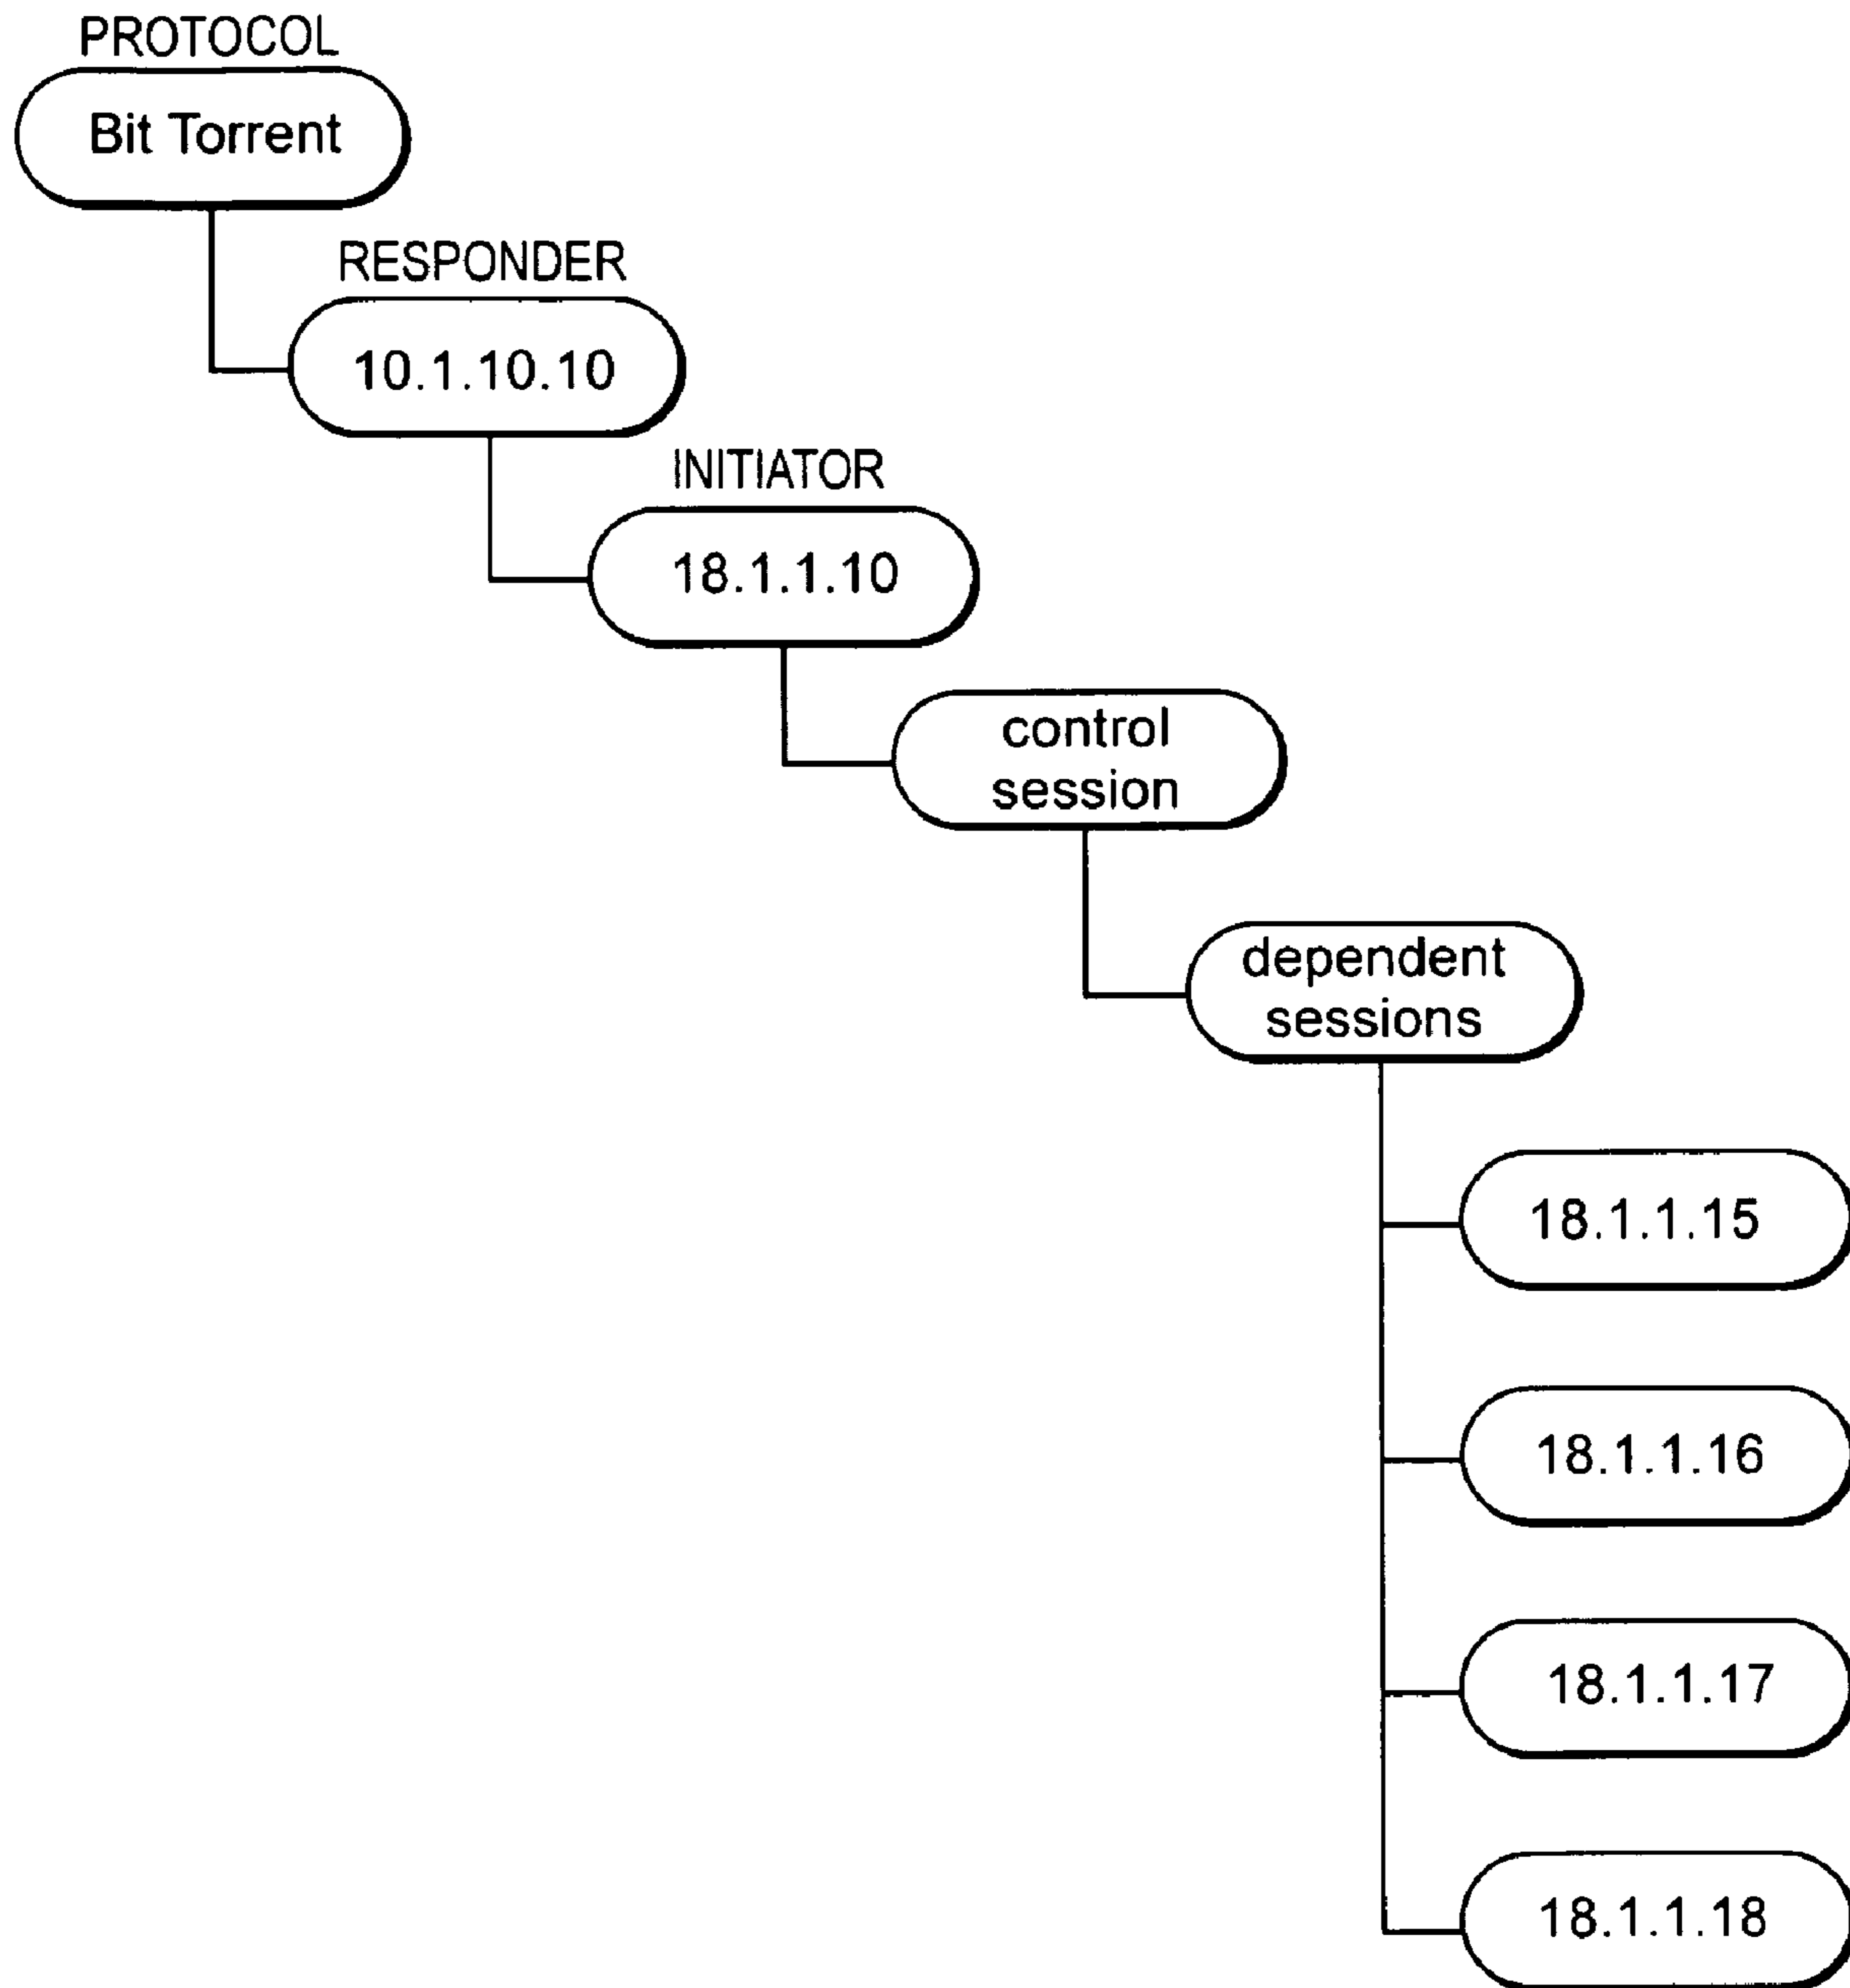 PROTOCOL
Bit Torrent
RESPONDER
10.1.10.10
INITIATOR
18.1.1.10
control
session
dependent
sessions
18.1.1.15
18.1.1.16
18.1.1.17
18.1.1.18